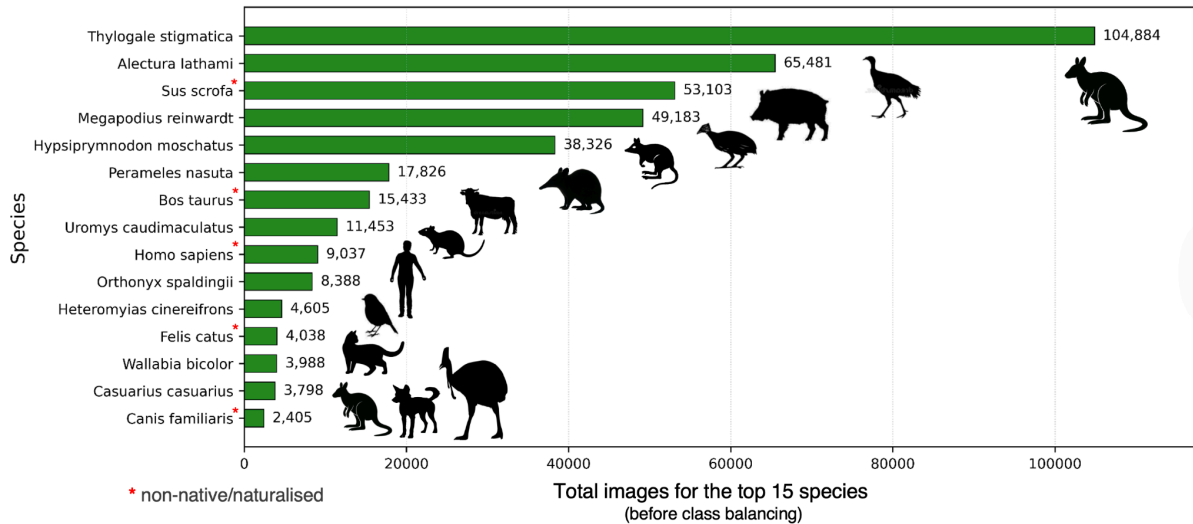 Species
Thylogale stigmatica 104,884
Alectura lathami 65,481
Sus scrofa* 53,103
Megapodius reinwardt 49,183
Hypsiprymnodon moschatus 38,326
Perameles nasuta 17,826
Bos taurus* 15,433
Uromys caudimaculatus 11,453
Homo sapiens* 9,037
Orthonyx spaldingii 8,388
Heteromyias cinereifrons 4,605
Felis catus* 4,038
Wallabia bicolor 3,988
Casuarius casuarius 3,798
Canis familiaris* 2,405
0 20000 40000 60000 80000 100000
* non-native/naturalised
Total images for the top 15 species
(before class balancing)